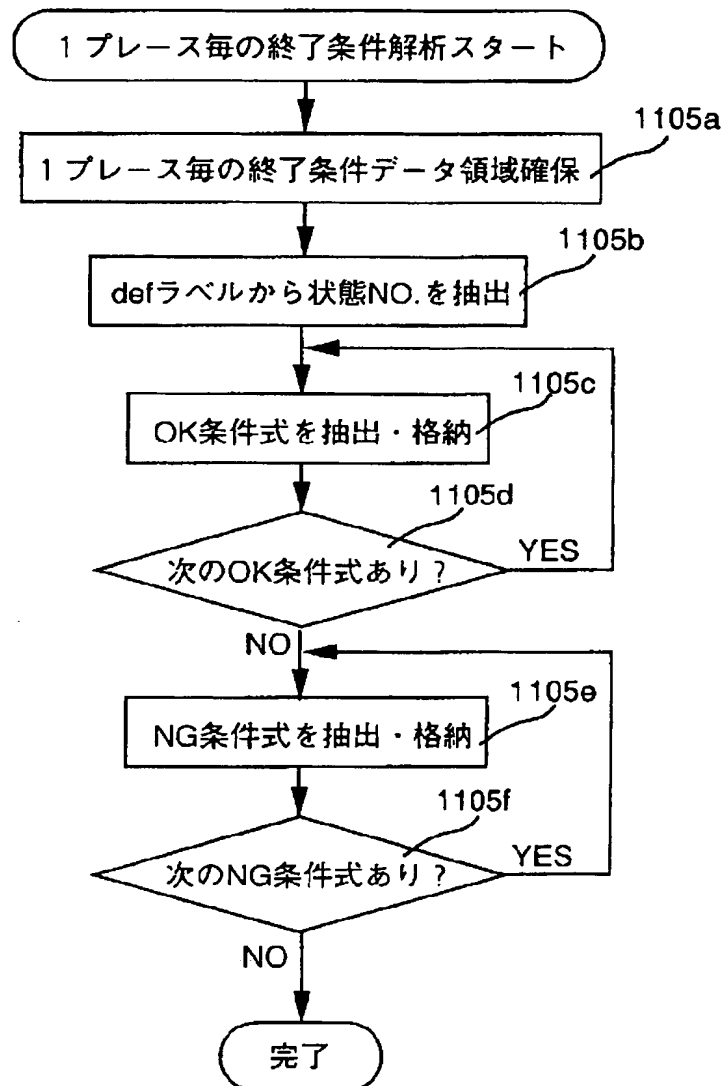 1 プレース毎の終了条件解析スタート
1105a
1 プレース毎の終了条件データ領域確保
1105b
defラベルから状態NO.を抽出
1105c
OK条件式を抽出・格納
1105d
次のOK条件式あり？
YES
NO
1105e
NG条件式を抽出・格納
1105f
次のNG条件式あり？
YES
NO
完了